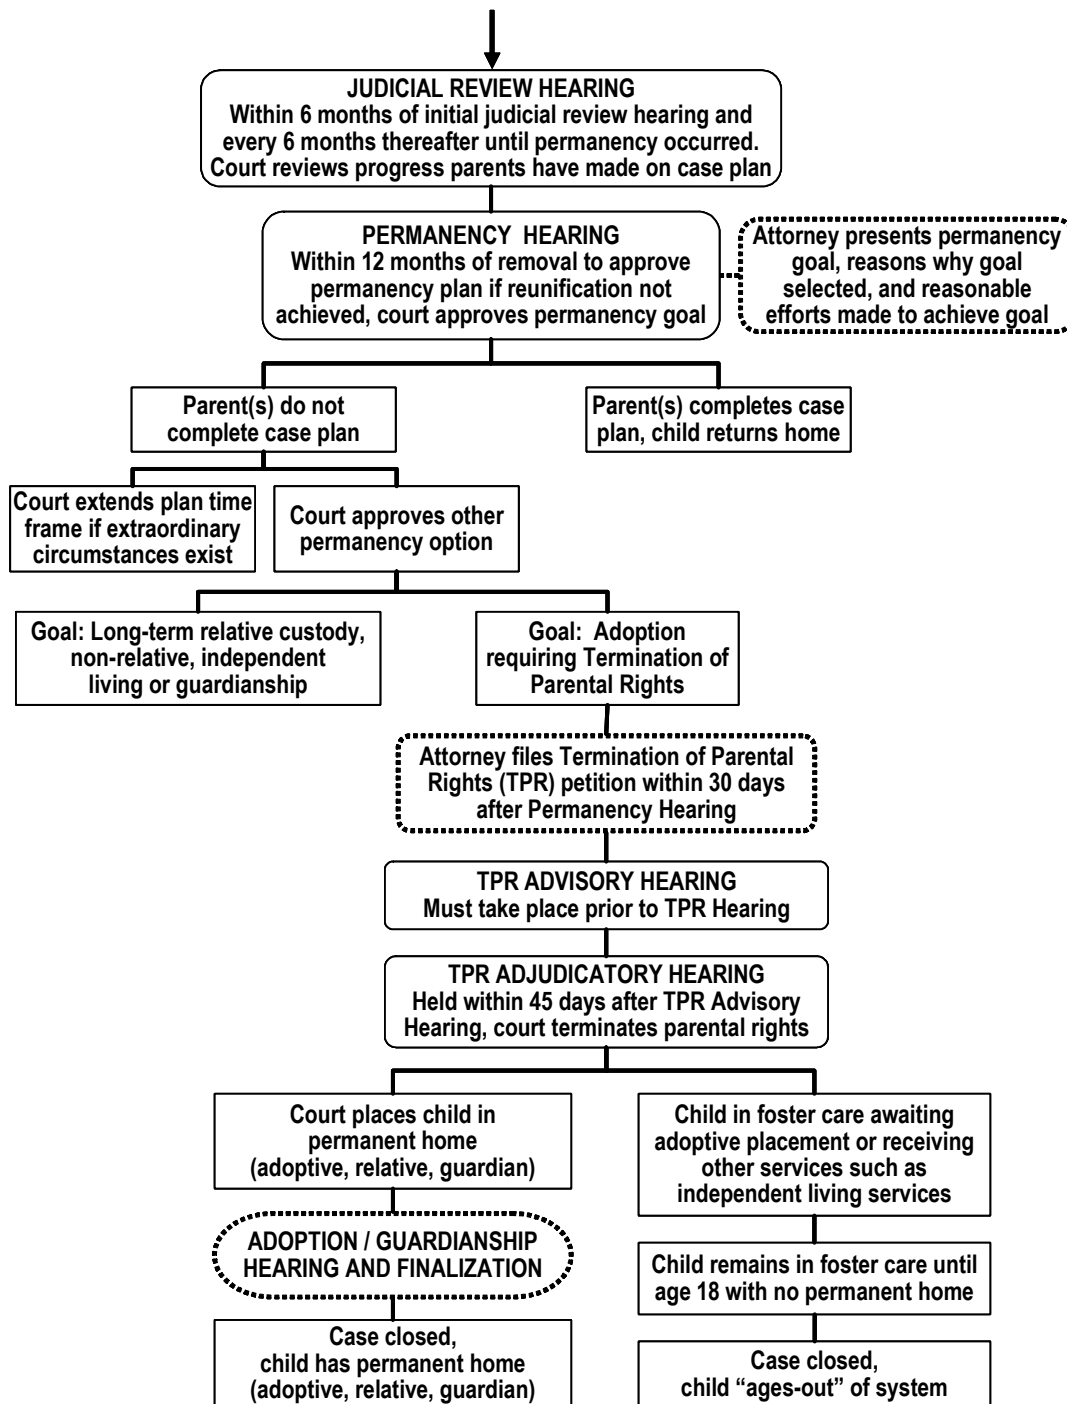 JUDICIAL REVIEW HEARING
Within 6 months of initial judicial review hearing and
every 6 months thereafter until permanency occurred.
Court reviews progress parents have made on case plan
PERMANENCY HEARING
Within 12 months of removal to approve
permanency plan if reunification not
achieved, court approves permanency goal
Attorney presents permanency
goal, reasons why goal
selected, and reasonable
efforts made to achieve goal
Parent(s) do not
complete case plan
Parent(s) completes case
plan, child returns home
Court extends plan time
frame if extraordinary
circumstances exist
Court approves other
permanency option
Goal: Long-term relative custody,
non-relative, independent
living or guardianship
Goal: Adoption
requiring Termination of
Parental Rights
Attorney files Termination of Parental
Rights (TPR) petition within 30 days
after Permanency Hearing
TPR ADVISORY HEARING
Must take place prior to TPR Hearing
TPR ADJUDICATORY HEARING
Held within 45 days after TPR Advisory
Hearing, court terminates parental rights
Court places child in
permanent home
(adoptive, relative, guardian)
Child in foster care awaiting
adoptive placement or receiving
other services such as
independent living services
ADOPTION / GUARDIANSHIP
HEARING AND FINALIZATION
Child remains in foster care until
age 18 with no permanent home
Case closed,
child has permanent home
(adoptive, relative, guardian)
Case closed,
child “ages-out” of system